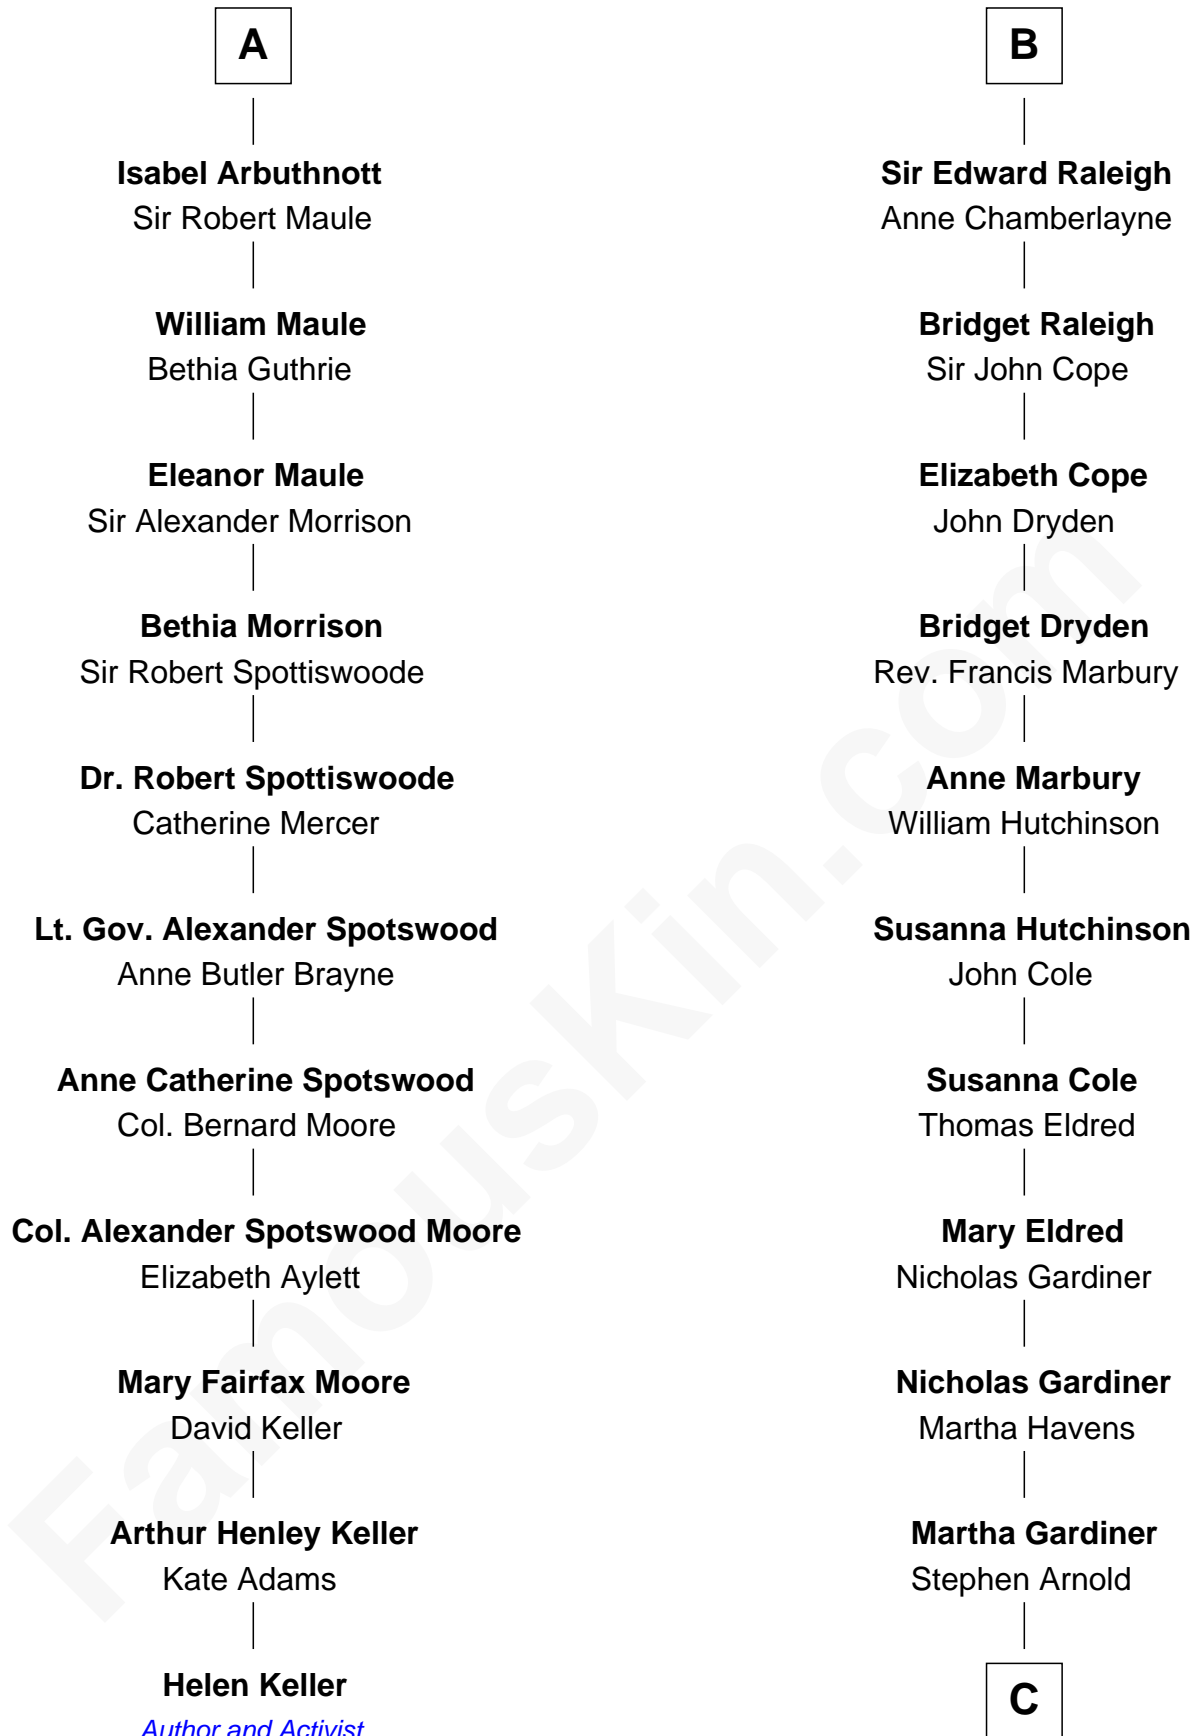 A
Isabel Arbuthnott
Sir Robert Maule
William Maule
Bethia Guthrie
Eleanor Maule
Sir Alexander Morrison
Bethia Morrison
Sir Robert Spottiswoode
Dr. Robert Spottiswoode
Catherine Mercer
Lt. Gov. Alexander Spotswood
Anne Butler Brayne
Anne Catherine Spotswood
Col. Bernard Moore
Col. Alexander Spotswood Moore
Elizabeth Aylett
Mary Fairfax Moore
David Keller
Arthur Henley Keller
Kate Adams
Helen Keller
Author and Activist
B
Sir Edward Raleigh
Anne Chamberlayne
Bridget Raleigh
Sir John Cope
Elizabeth Cope
John Dryden
Bridget Dryden
Rev. Francis Marbury
Anne Marbury
William Hutchinson
Susanna Hutchinson
John Cole
Susanna Cole
Thomas Eldred
Mary Eldred
Nicholas Gardiner
Nicholas Gardiner
Martha Havens
Martha Gardiner
Stephen Arnold
C
FamousKin.com